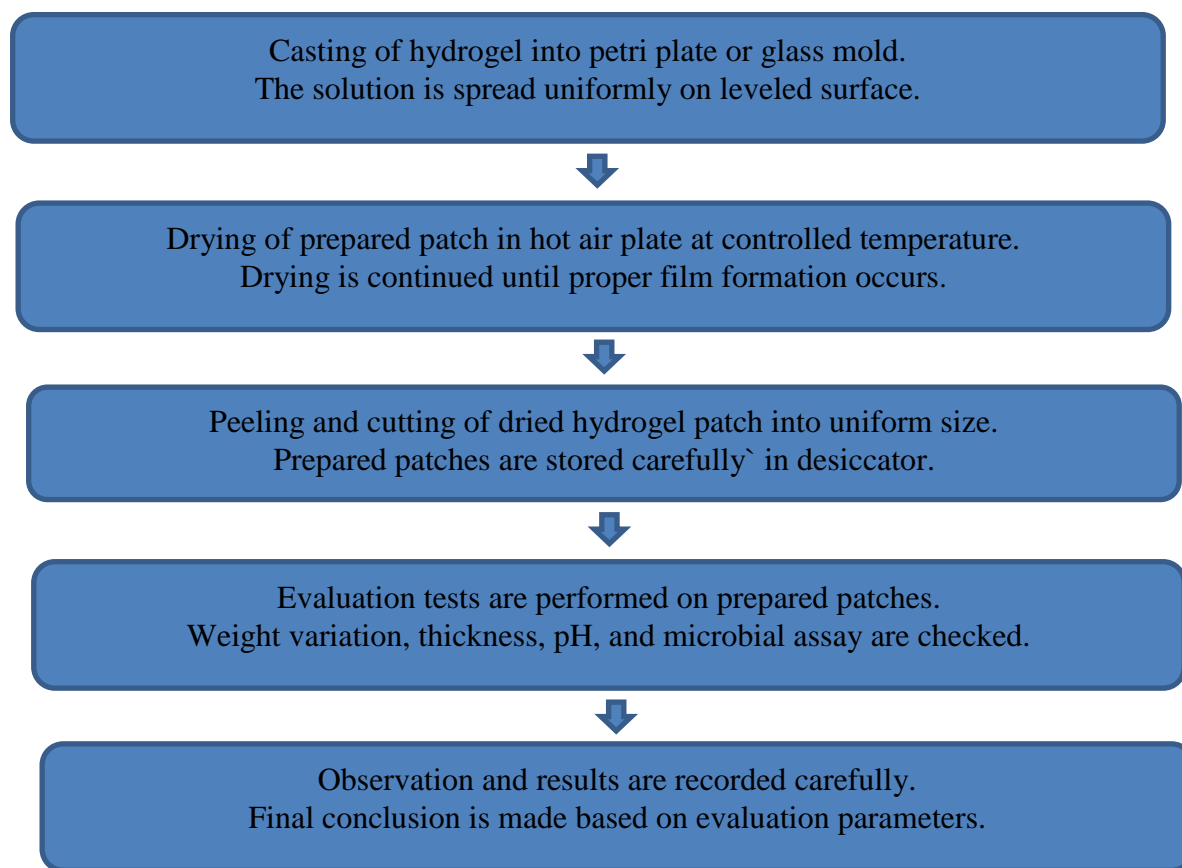 Casting of hydrogel into petri plate or glass mold.
The solution is spread uniformly on leveled surface.
Drying of prepared patch in hot air plate at controlled temperature.
Drying is continued until proper film formation occurs.
Peeling and cutting of dried hydrogel patch into uniform size.
Prepared patches are stored carefully` in desiccator.
Evaluation tests are performed on prepared patches.
Weight variation, thickness, pH, and microbial assay are checked.
Observation and results are recorded carefully.
Final conclusion is made based on evaluation parameters.